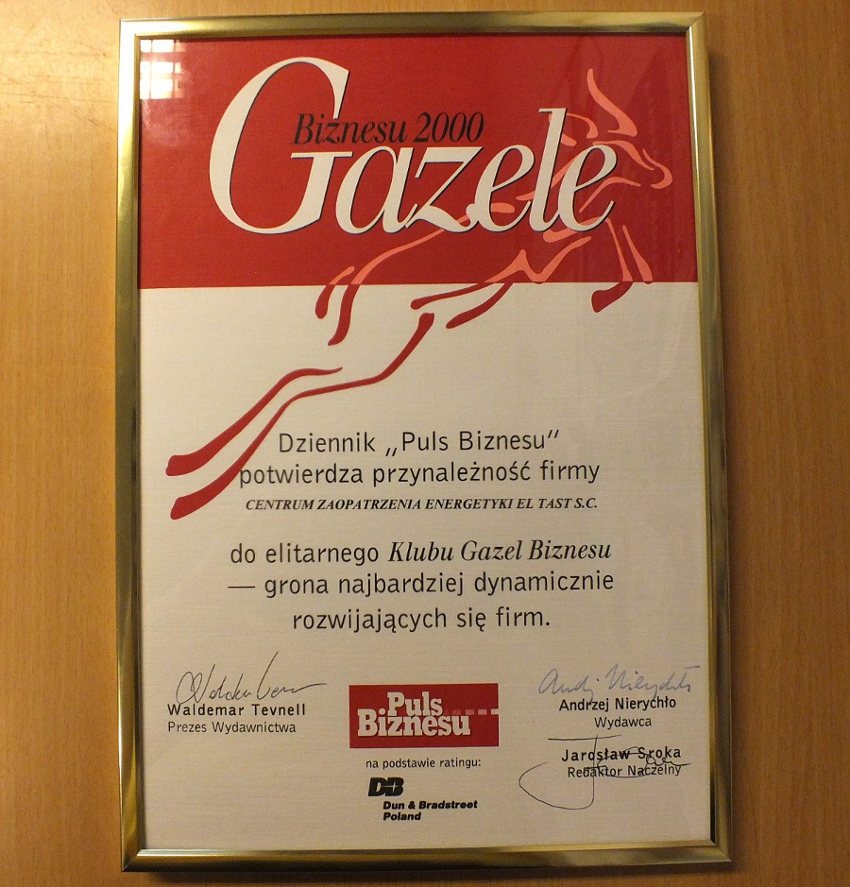 Biznesu 2000
Gazele
Dziennik „Puls Biznesu”
potwierdza przynależność firmy
CENTRUM ZAOPATRZENIA ENERGETYKI EL TAST S.C.
do elitarnego Klubu Gazel Biznesu
— grona najbardziej dynamicznie
rozwijających się firm.
Waldemar Tevnell
Prezes Wydawnictwa
Puls
Biznesu
na podstawie ratingu:
DB
Dun & Bradstreet
Poland
Andrzej Nierychło
Wydawca
Jarosław Sroka
Redaktor Naczelny